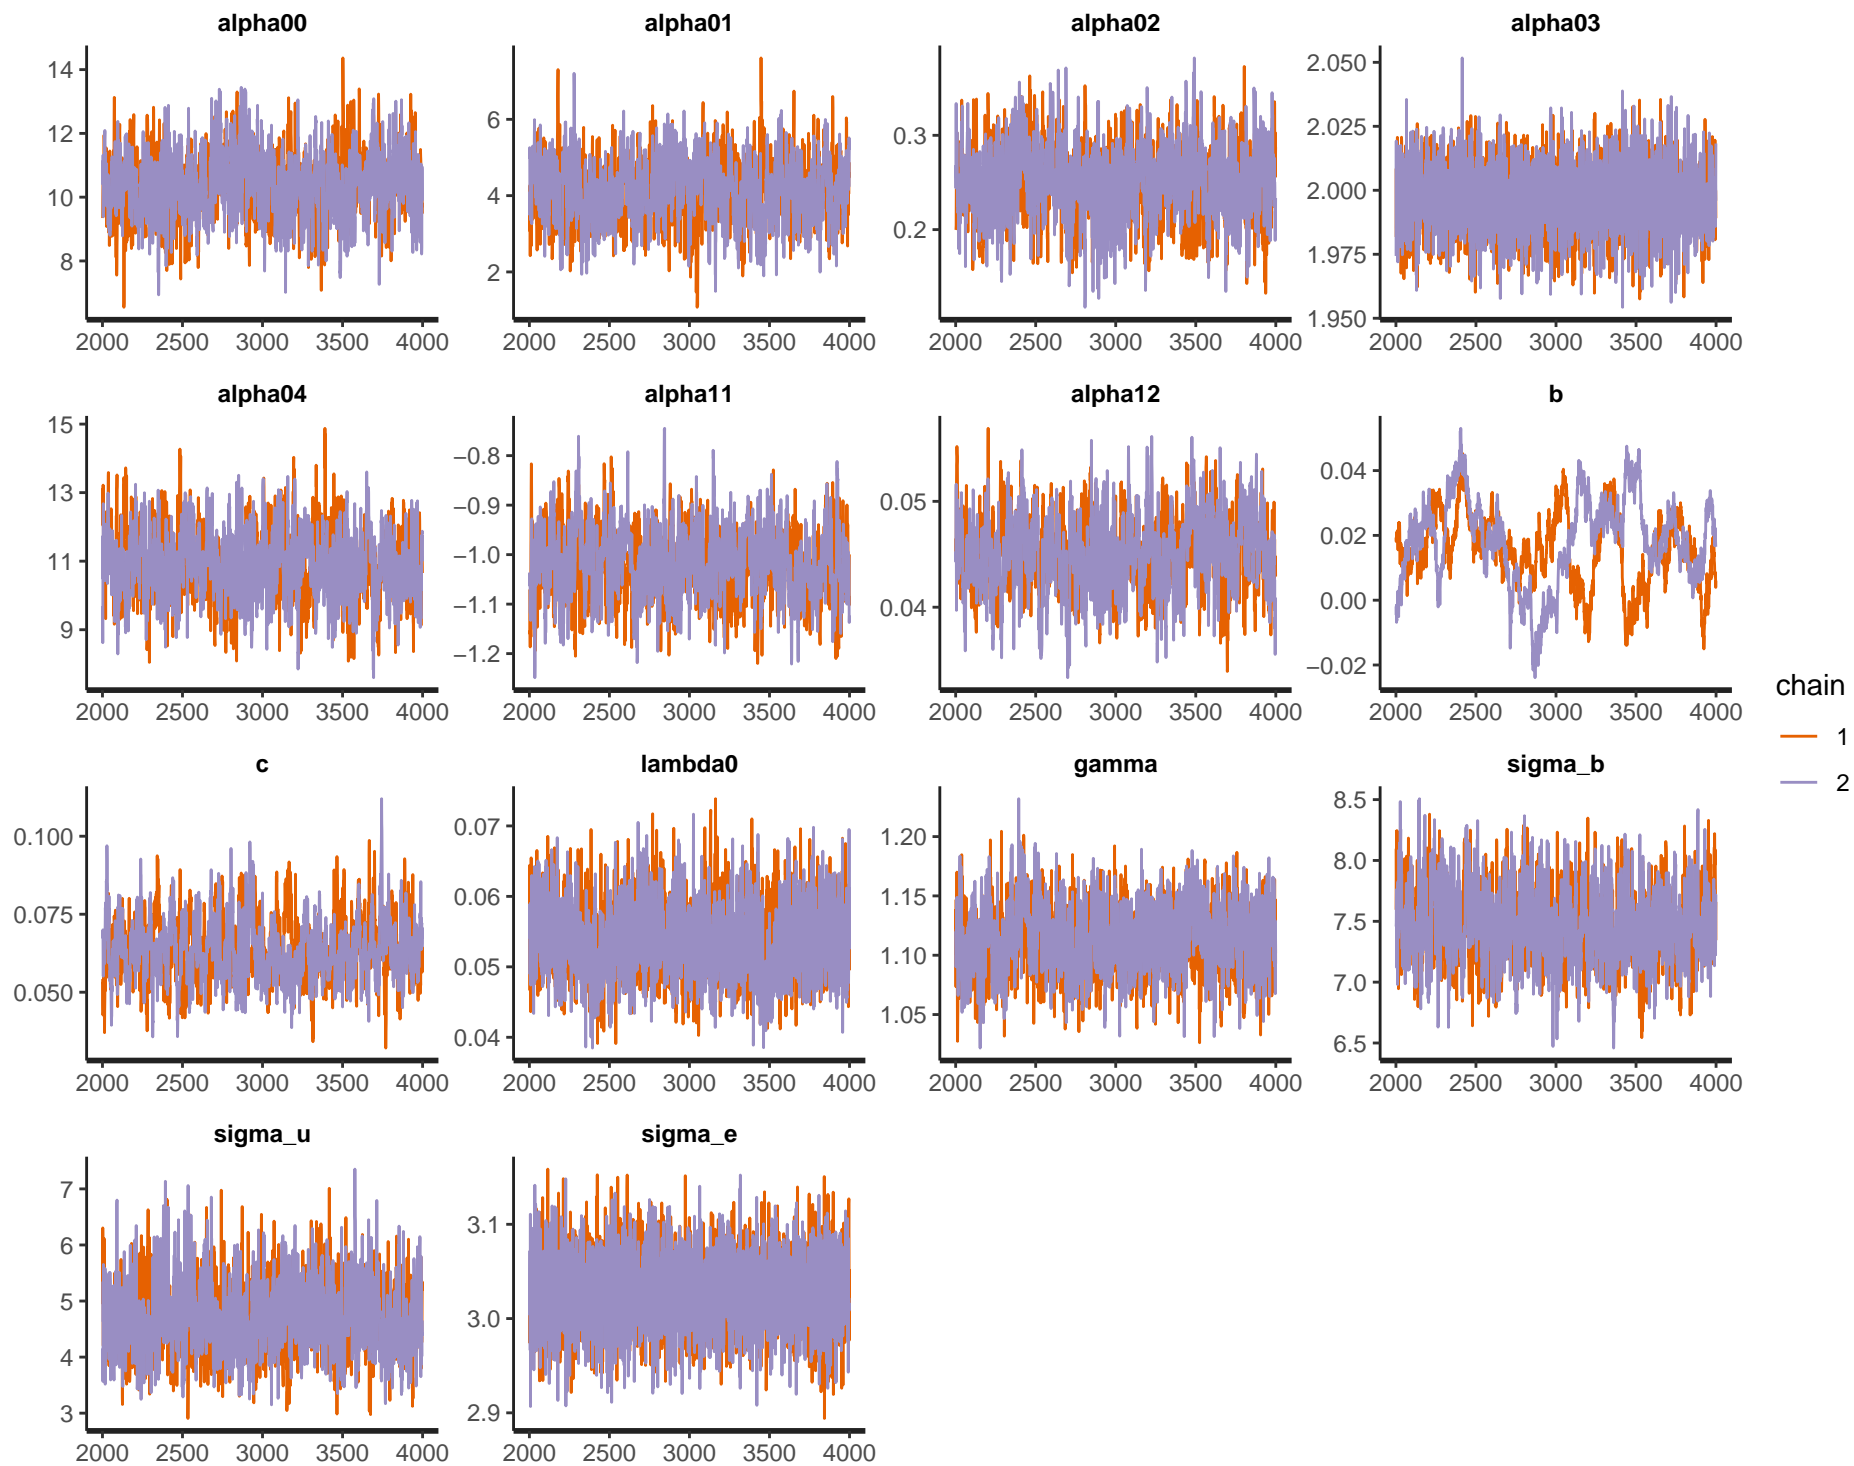 alpha00 alpha01 alpha02 alpha03
14 12 10 8
6 4 2
0.3 0.2
2.050 2.025 2.000 1.975 1.950
2000 2500 3000 3500 4000 2000 2500 3000 3500 4000 2000 2500 3000 3500 4000 2000 2500 3000 3500 4000
alpha04 alpha11 alpha12 b
15 13 11 9
−0.8 −0.9 −1.0 −1.1 −1.2
0.05 0.04
0.04 0.02 0.00 −0.02
2000 2500 3000 3500 4000 2000 2500 3000 3500 4000 2000 2500 3000 3500 4000 2000 2500 3000 3500 4000
chain
1
2
c lambda0 gamma sigma_b
0.100 0.075 0.050
0.07 0.06 0.05 0.04
1.20 1.15 1.10 1.05
8.5 8.0 7.5 7.0 6.5
2000 2500 3000 3500 4000 2000 2500 3000 3500 4000 2000 2500 3000 3500 4000 2000 2500 3000 3500 4000
sigma_u sigma_e
7 6 5 4 3
3.1 3.0 2.9
2000 2500 3000 3500 4000 2000 2500 3000 3500 4000